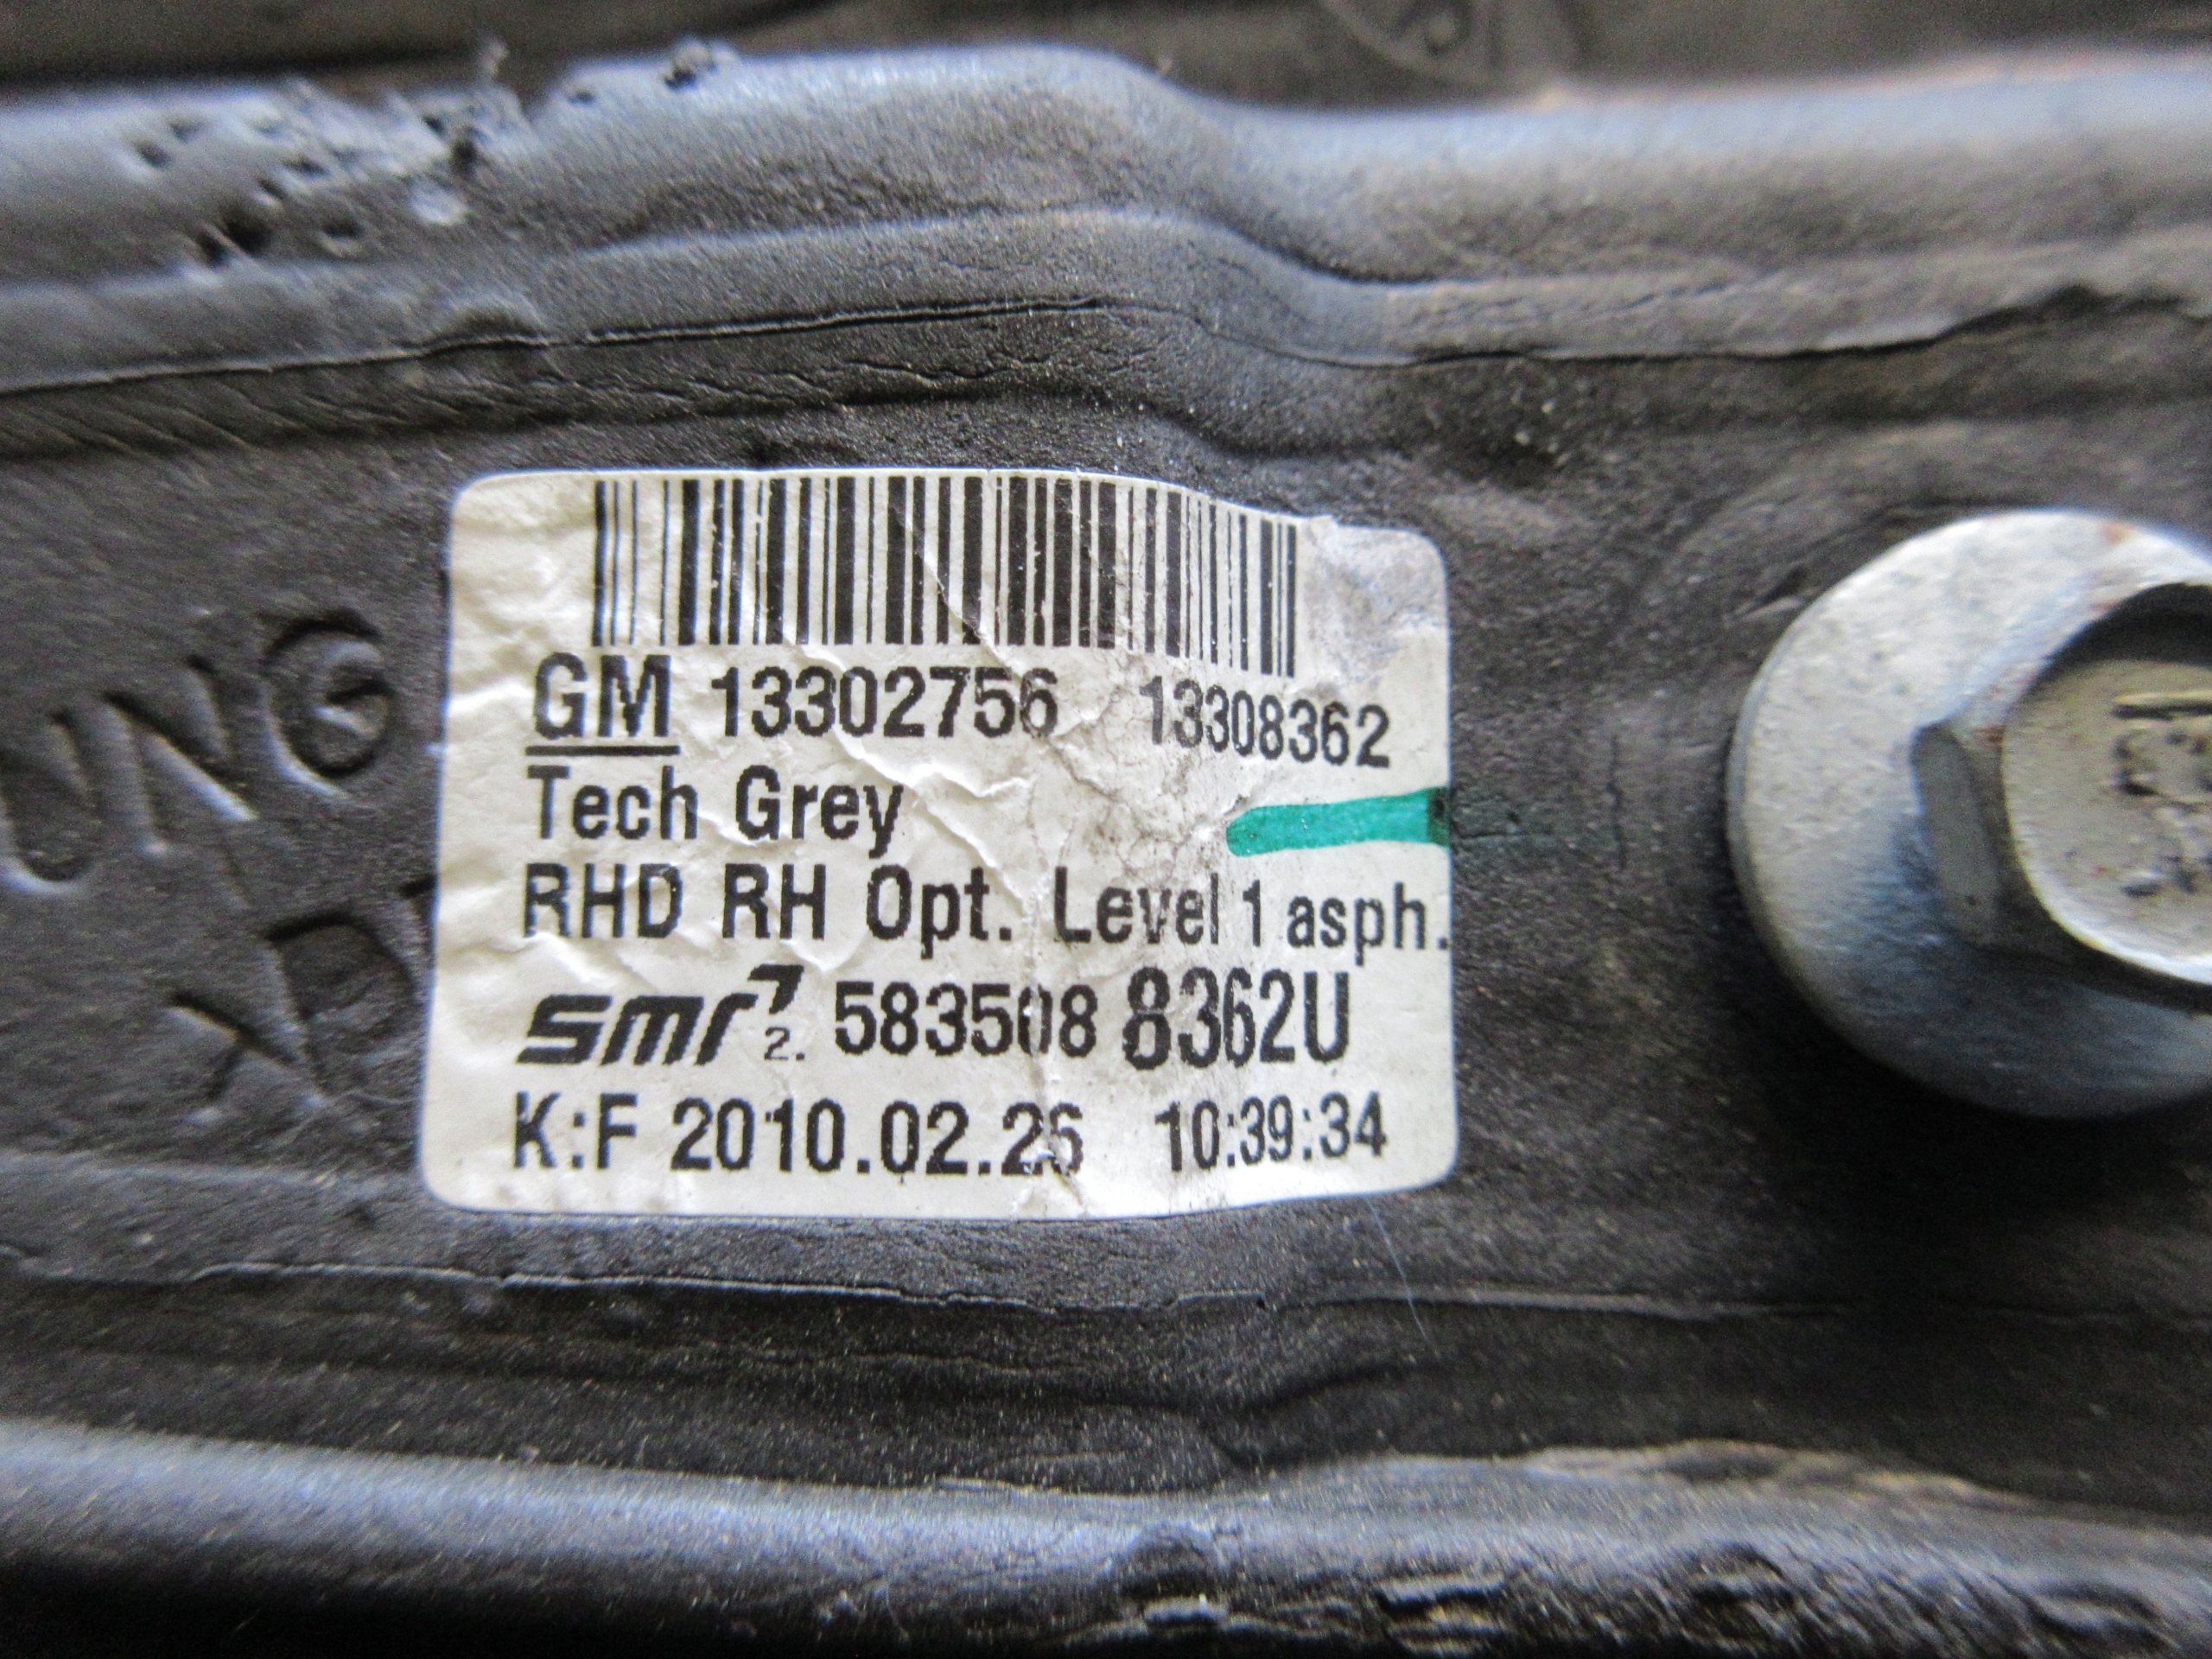 GM 13302756 13308362
Tech Grey
RHD RH Opt. Level 1 asph.
smr 2. 583508 8362U
K:F 2010.02.26 10:39:34